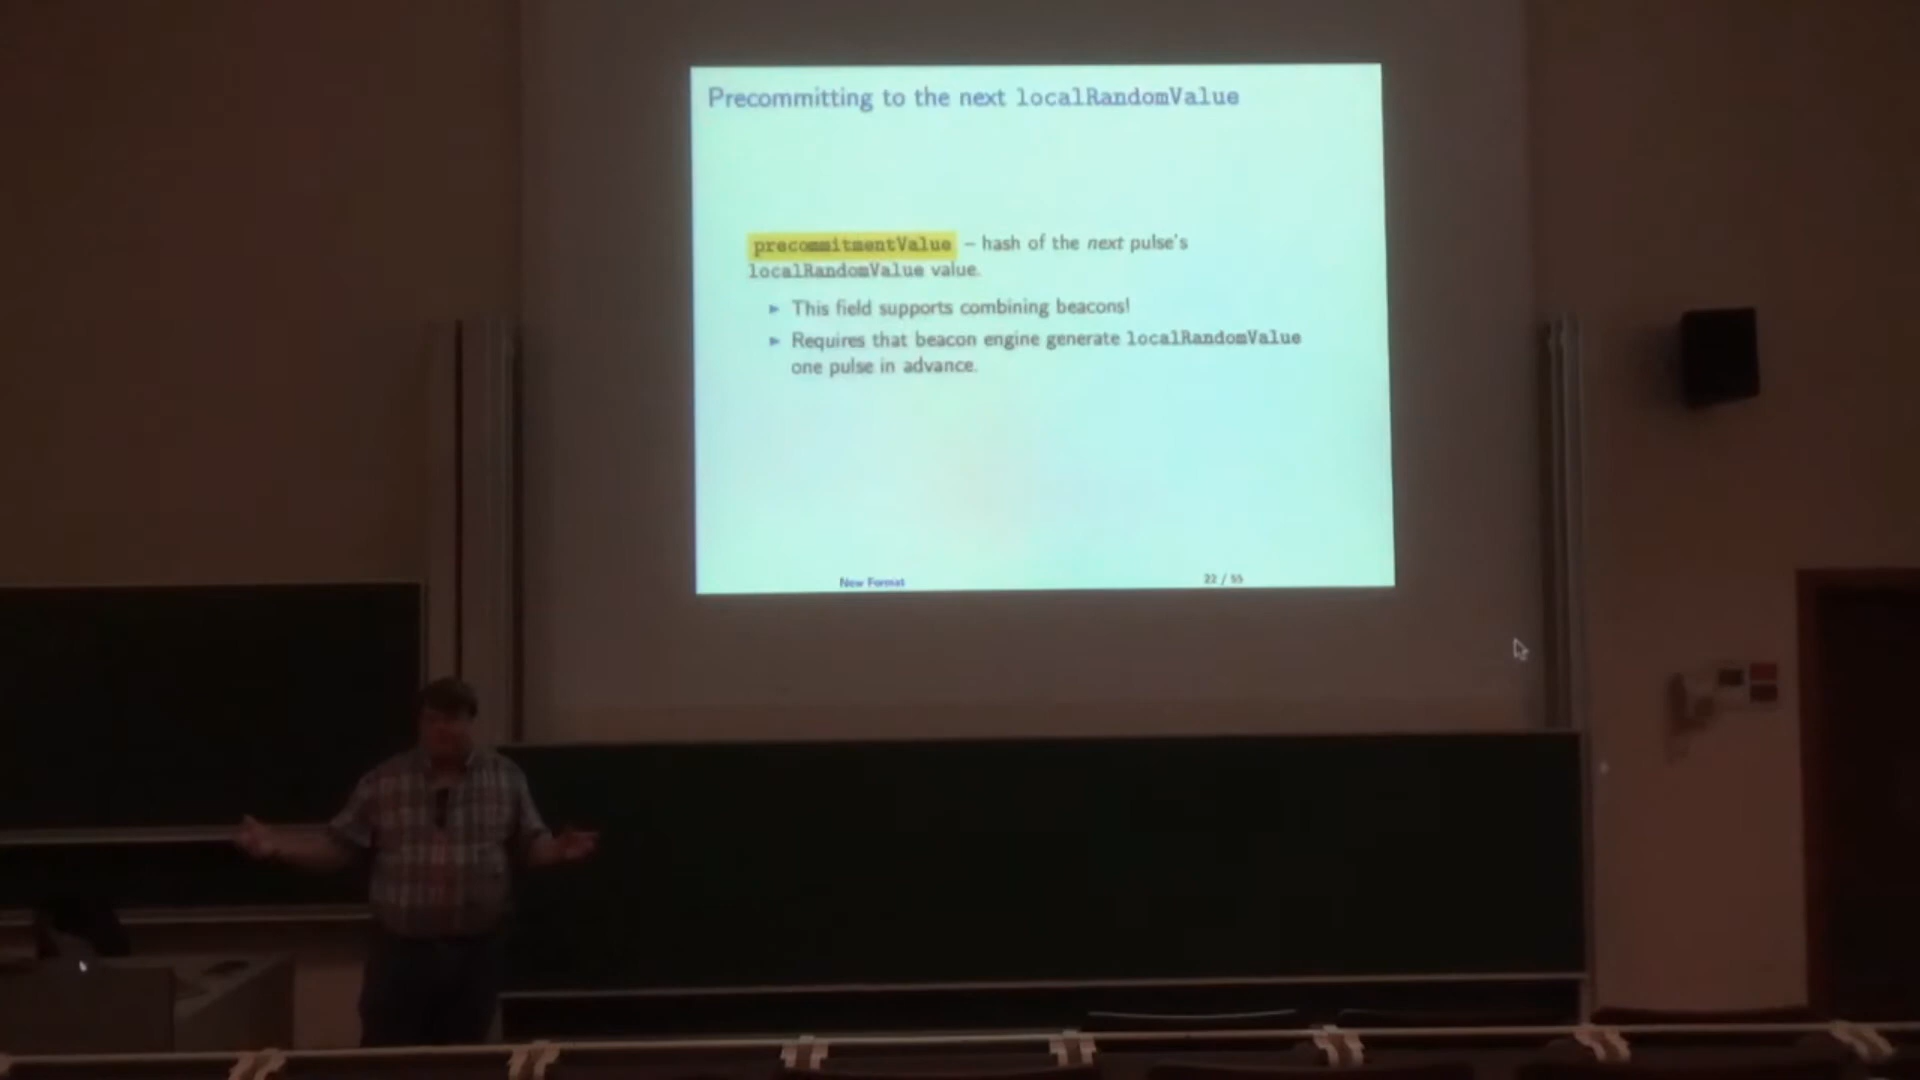 Precommitting to the next localRandomValue
precommitmentValue – hash of the next pulse's
localRandomValue value.
► This field supports combining beacons!
► Requires that beacon engine generate localRandomValue
one pulse in advance.
New Format
22 / 55